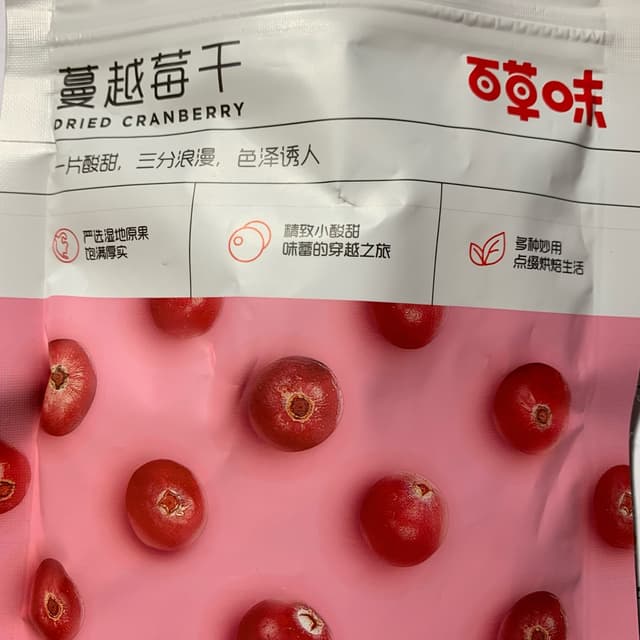 蔓越莓干
DRIED CRANBERRY
百草味
一片酸甜，三分浪漫，色泽诱人
严选湿地原果
饱满厚实
精致小酸甜
味蕾的穿越之旅
多种妙用
点缀烘焙生活